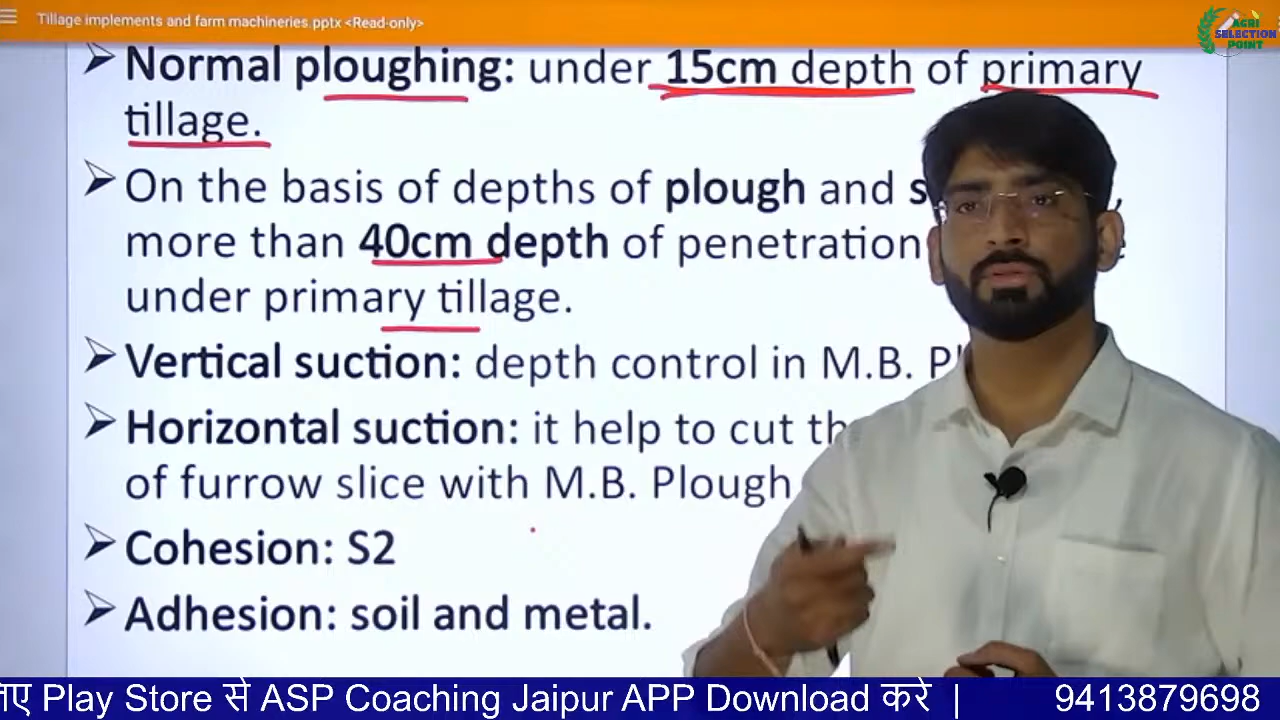 Tillage implements and farm machineries.pptx <Read-only>
AGRI
SELECTION
POINT
Normal ploughing: under 15cm depth of primary
tillage.
On the basis of depths of plough and
more than 40cm depth of penetration
under primary tillage.
Vertical suction: depth control in M.B.
Horizontal suction: it help to cut
of furrow slice with M.B. Plough
Cohesion: S2
Adhesion: soil and metal.
Play Store से ASP Coaching Jaipur APP Download करे | 9413879698